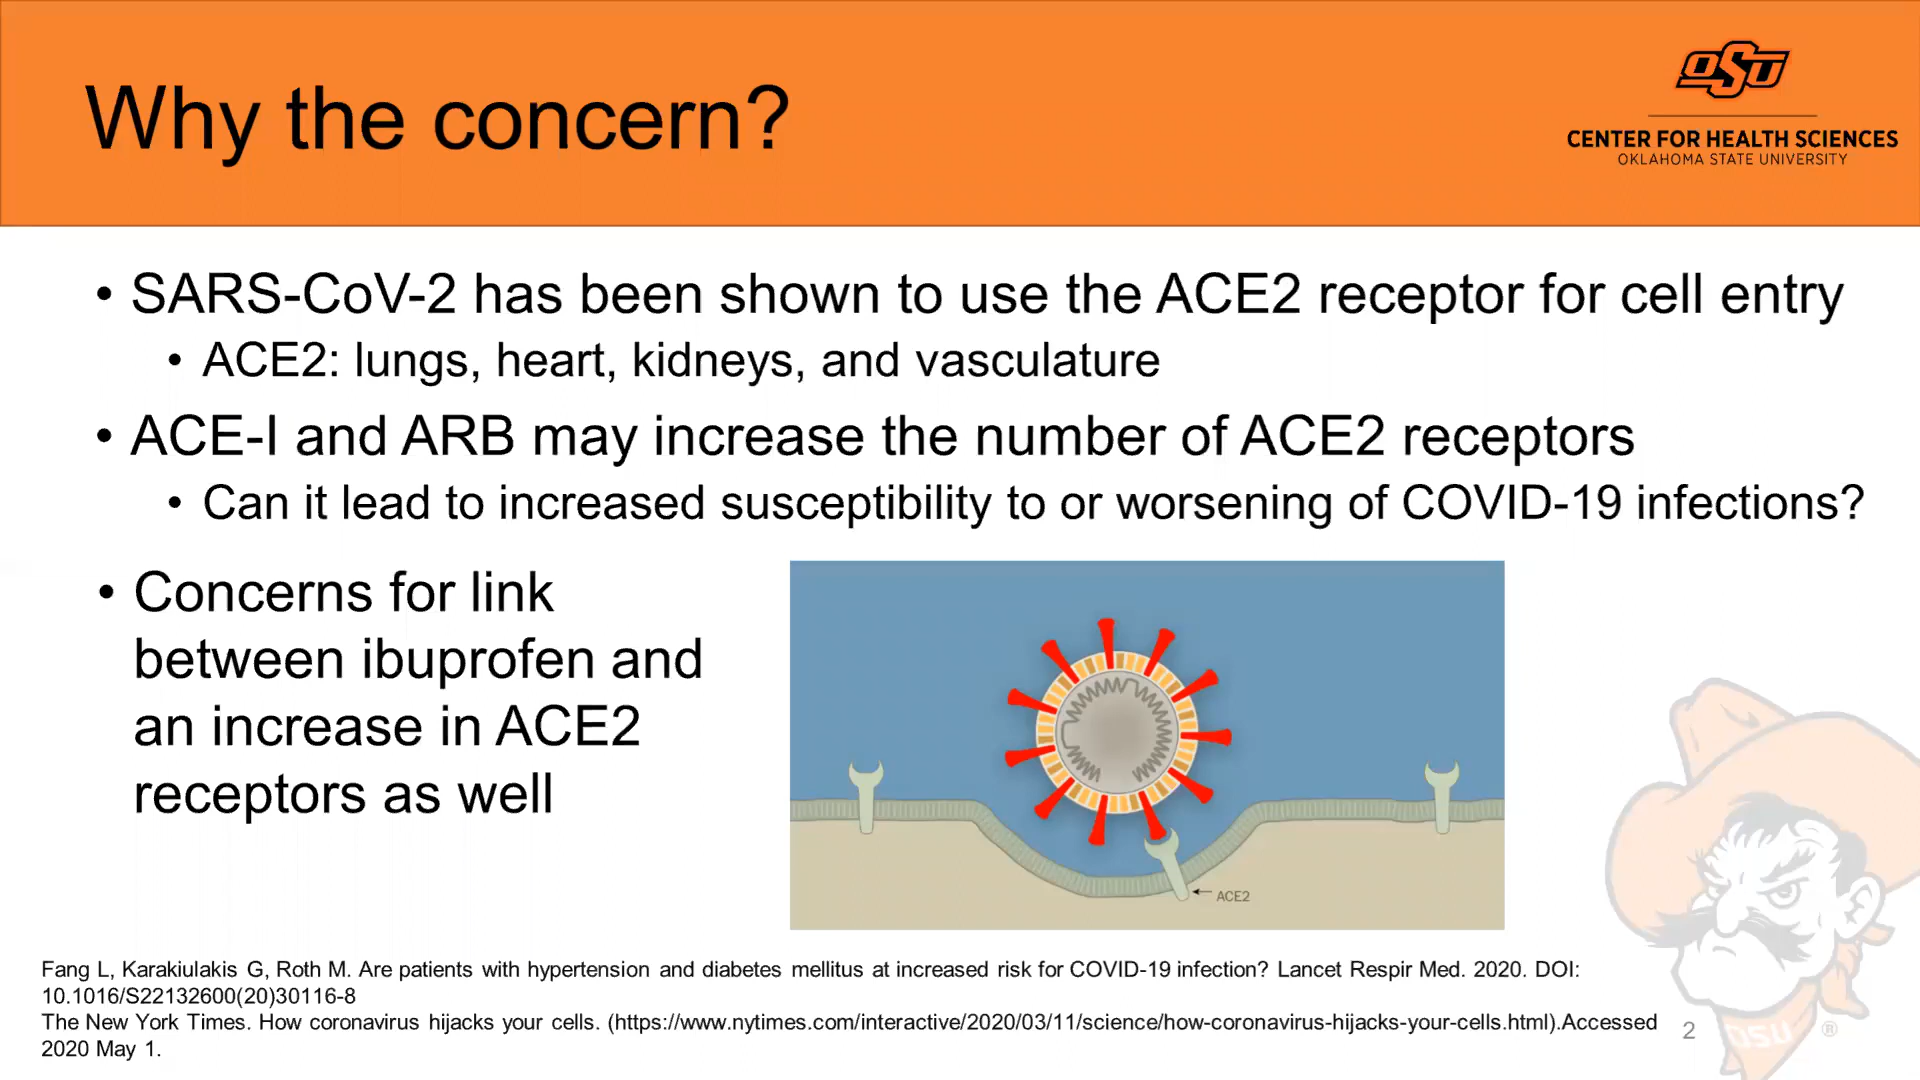 Why the concern?
OSU
CENTER FOR HEALTH SCIENCES
OKLAHOMA STATE UNIVERSITY
• SARS-CoV-2 has been shown to use the ACE2 receptor for cell entry
• ACE2: lungs, heart, kidneys, and vasculature
• ACE-I and ARB may increase the number of ACE2 receptors
• Can it lead to increased susceptibility to or worsening of COVID-19 infections?
• Concerns for link
between ibuprofen and
an increase in ACE2
receptors as well
ACE2
Fang L, Karakiulakis G, Roth M. Are patients with hypertension and diabetes mellitus at increased risk for COVID-19 infection? Lancet Respir Med. 2020. DOI:
10.1016/S22132600(20)30116-8
The New York Times. How coronavirus hijacks your cells. (https://www.nytimes.com/interactive/2020/03/11/science/how-coronavirus-hijacks-your-cells.html).Accessed
2020 May 1.
2
OSU
®